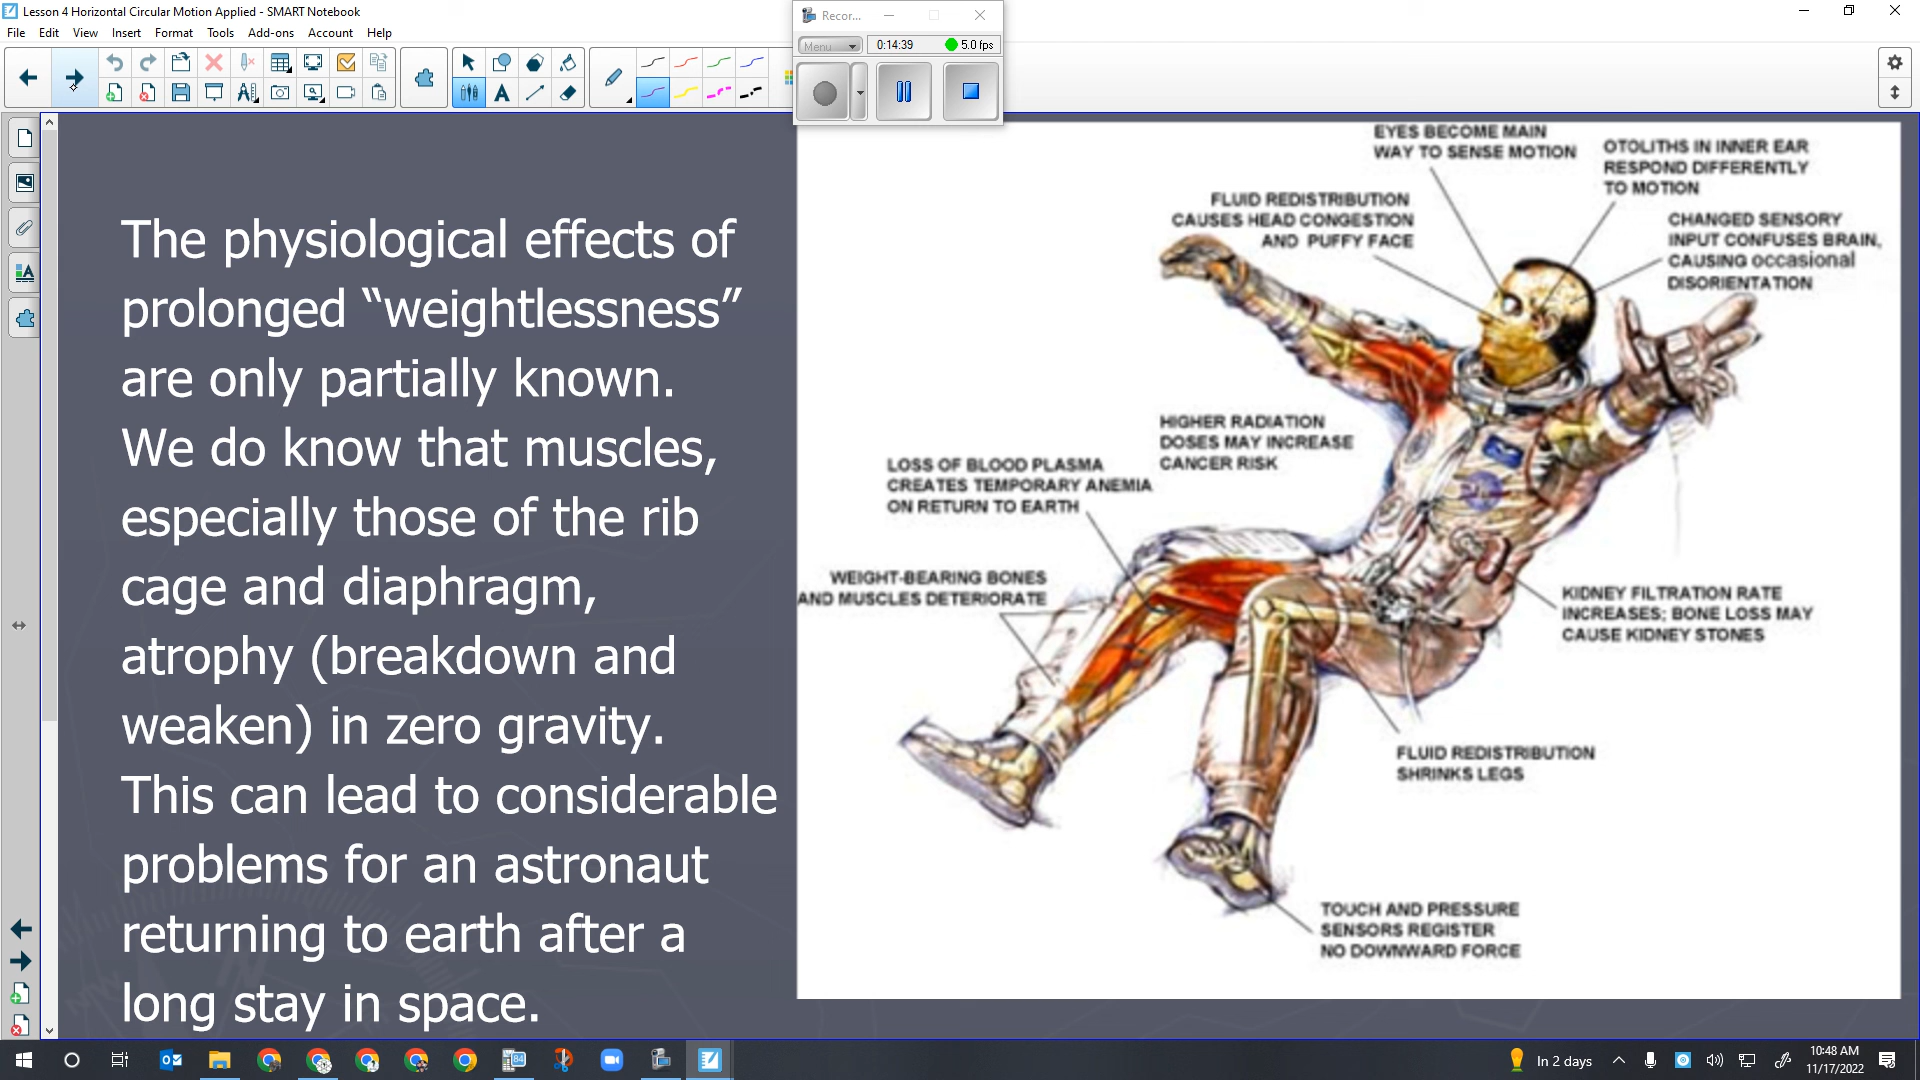 Lesson 4 Horizontal Circular Motion Applied - SMART Notebook
File Edit View Insert Format Tools Add-ons Account Help
Recor...
Menu 0:14:39 5.0 fps
The physiological effects of
prolonged “weightlessness”
are only partially known.
We do know that muscles,
especially those of the rib
cage and diaphragm,
atrophy (breakdown and
weaken) in zero gravity.
This can lead to considerable
problems for an astronaut
returning to earth after a
long stay in space.
EYES BECOME MAIN
WAY TO SENSE MOTION
OTOLITHS IN INNER EAR
RESPOND DIFFERENTLY
TO MOTION
FLUID REDISTRIBUTION
CAUSES HEAD CONGESTION
AND PUFFY FACE
CHANGED SENSORY
INPUT CONFUSES BRAIN,
CAUSING occasional
DISORIENTATION
HIGHER RADIATION
DOSES MAY INCREASE
CANCER RISK
LOSS OF BLOOD PLASMA
CREATES TEMPORARY ANEMIA
ON RETURN TO EARTH
WEIGHT-BEARING BONES
AND MUSCLES DETERIORATE
KIDNEY FILTRATION RATE
INCREASES; BONE LOSS MAY
CAUSE KIDNEY STONES
FLUID REDISTRIBUTION
SHRINKS LEGS
TOUCH AND PRESSURE
SENSORS REGISTER
NO DOWNWARD FORCE
In 2 days
10:48 AM
11/17/2022